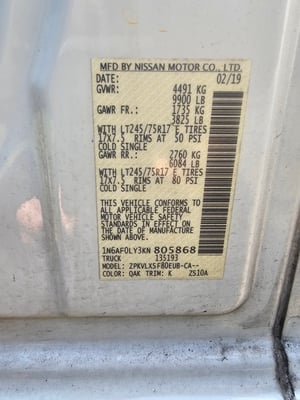 MFD BY NISSAN MOTOR CO., LTD.
DATE: 02/19
GVWR: 4491 KG
9900 LB
GAWR FR.: 1735 KG
3825 LB
WITH LT245/75R17 E TIRES
17X7.5 RIMS AT 50 PSI
COLD SINGLE
GAWR RR.: 2760 KG
6084 LB
WITH LT245/75R17 E TIRES
17X7.5 RIMS AT 80 PSI
COLD SINGLE
THIS VEHICLE CONFORMS TO
ALL APPLICABLE FEDERAL
MOTOR VEHICLE SAFETY
STANDARDS IN EFFECT
ON THE DATE OF
MANUFACTURE SHOWN
ABOVE.
1N6AF0LY3KN 805868
TRUCK 135193
MODEL: ZPKVLXSF80EUB-CA--
COLOR: QAK TRIM: K ZS10A